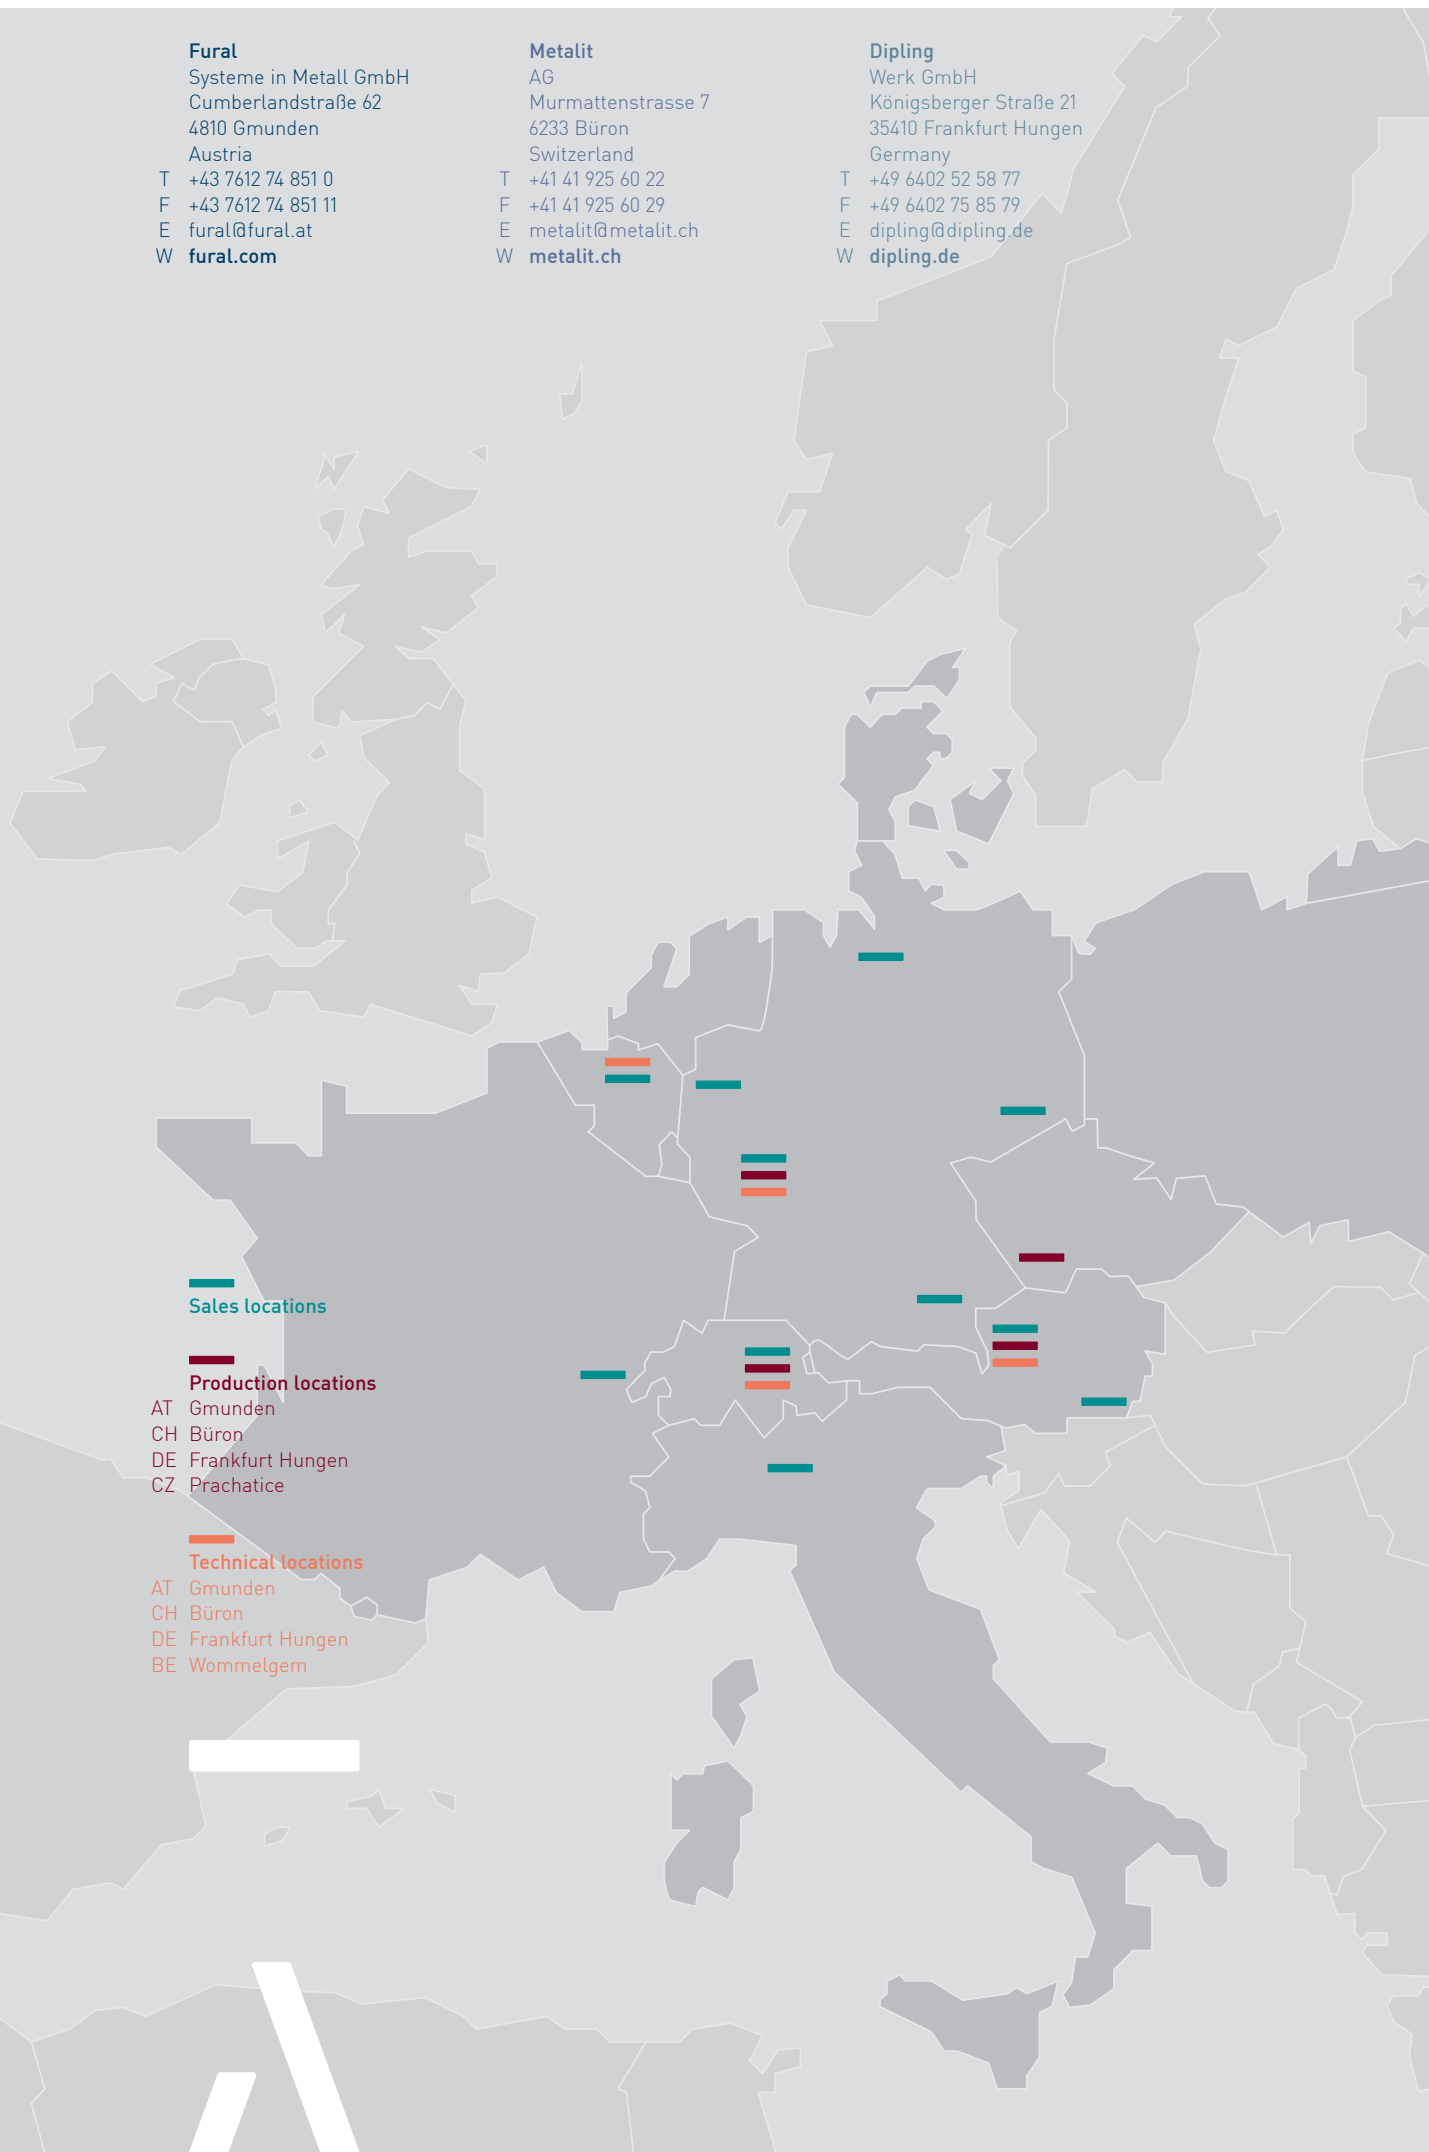 Fural
Systeme in Metall GmbH
Cumberlandstraße 62
4810 Gmunden
Austria
T +43 7612 74 851 0
F +43 7612 74 851 11
E fural@fural.at
W fural.com
Metalit
AG
Murmattenstrasse 7
6233 Büron
Switzerland
T +41 41 925 60 22
F +41 41 925 60 29
E metalit@metalit.ch
W metalit.ch
Dipling
Werk GmbH
Königsberger Straße 21
35410 Frankfurt Hungen
Germany
T +49 6402 52 58 77
F +49 6402 75 85 79
E dipling@dipling.de
W dipling.de
Sales locations
Production locations
AT Gmunden
CH Büron
DE Frankfurt Hungen
CZ Prachatice
Technical locations
AT Gmunden
CH Büron
DE Frankfurt Hungen
BE Wommelgem